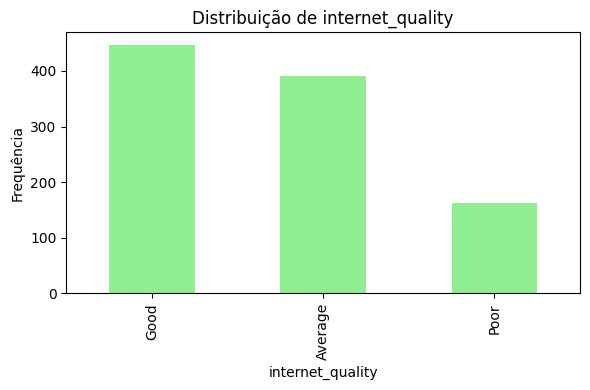 Distribuição de internet_quality
Frequência
400
300
200
100
0
Good
Average
Poor
internet_quality